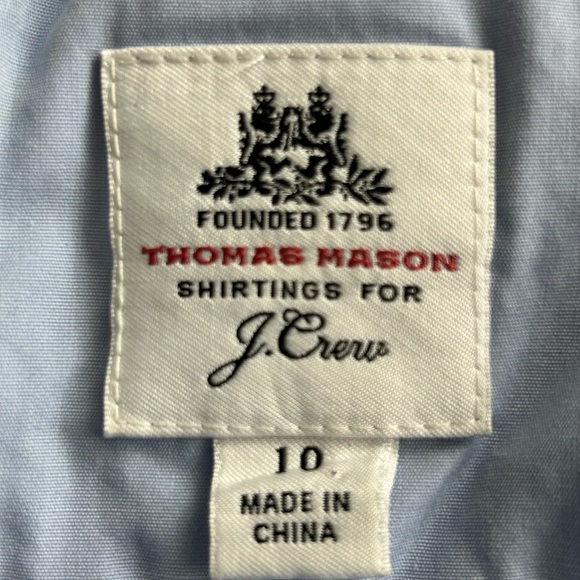 FOUNDED 1796
THOMAS MASON
SHIRTINGS FOR
J.Crew
10
MADE IN
CHINA